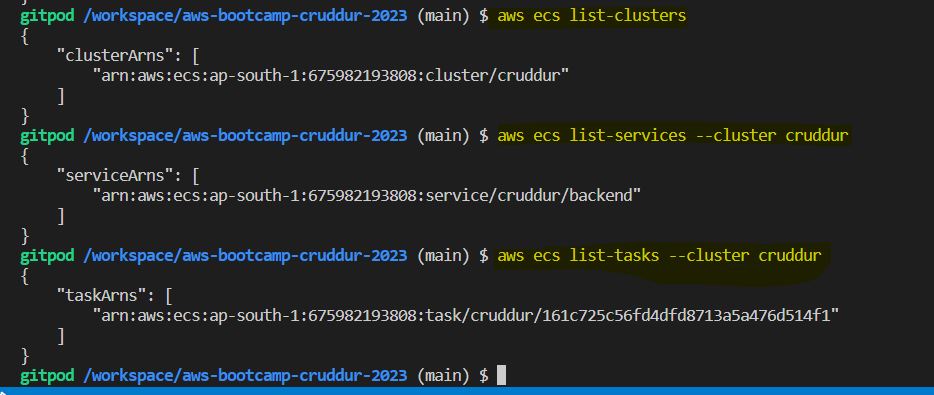 }
gitpod /workspace/aws-bootcamp-cruddur-2023 (main) $ aws ecs list-clusters
{
    "clusterArns": [
        "arn:aws:ecs:ap-south-1:675982193808:cluster/cruddur"
    ]
}
gitpod /workspace/aws-bootcamp-cruddur-2023 (main) $ aws ecs list-services --cluster cruddur
{
    "serviceArns": [
        "arn:aws:ecs:ap-south-1:675982193808:service/cruddur/backend"
    ]
}
gitpod /workspace/aws-bootcamp-cruddur-2023 (main) $ aws ecs list-tasks --cluster cruddur
{
    "taskArns": [
        "arn:aws:ecs:ap-south-1:675982193808:task/cruddur/161c725c56fd4dfd8713a5a476d514f1"
    ]
}
gitpod /workspace/aws-bootcamp-cruddur-2023 (main) $